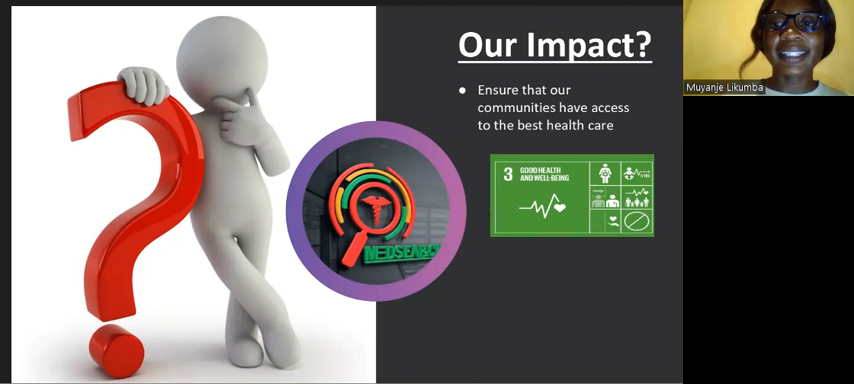 Our Impact?
● Ensure that our
communities have access
to the best health care
3 GOOD HEALTH
AND WELL-BEING
MEDSEARCH
Muyanje Likumba